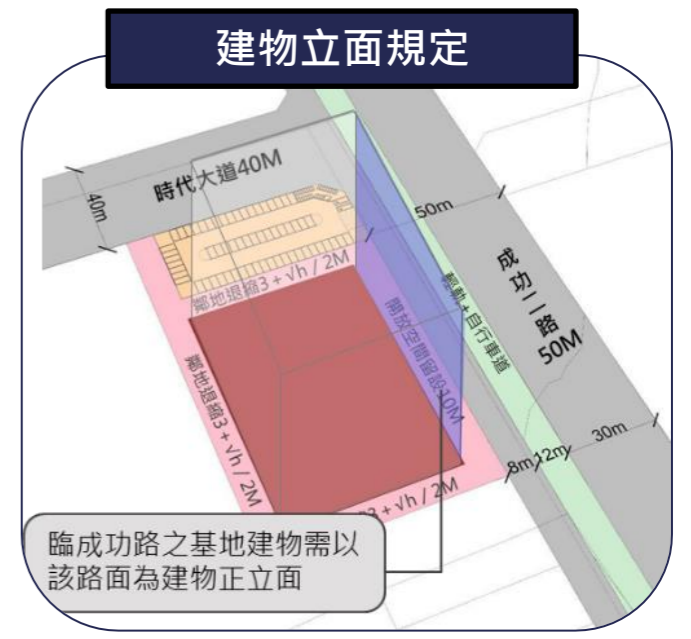 建物立面規定
時代大道40M
40m
50m
成功二路
50M
輕軌+自行車道
鄰地退縮3+√h / 2M
開放空間留設10M
鄰地退縮3+√h / 2M
30m
12m
8m
3+√h / 2M
臨成功路之基地建物需以
該路面為建物正立面